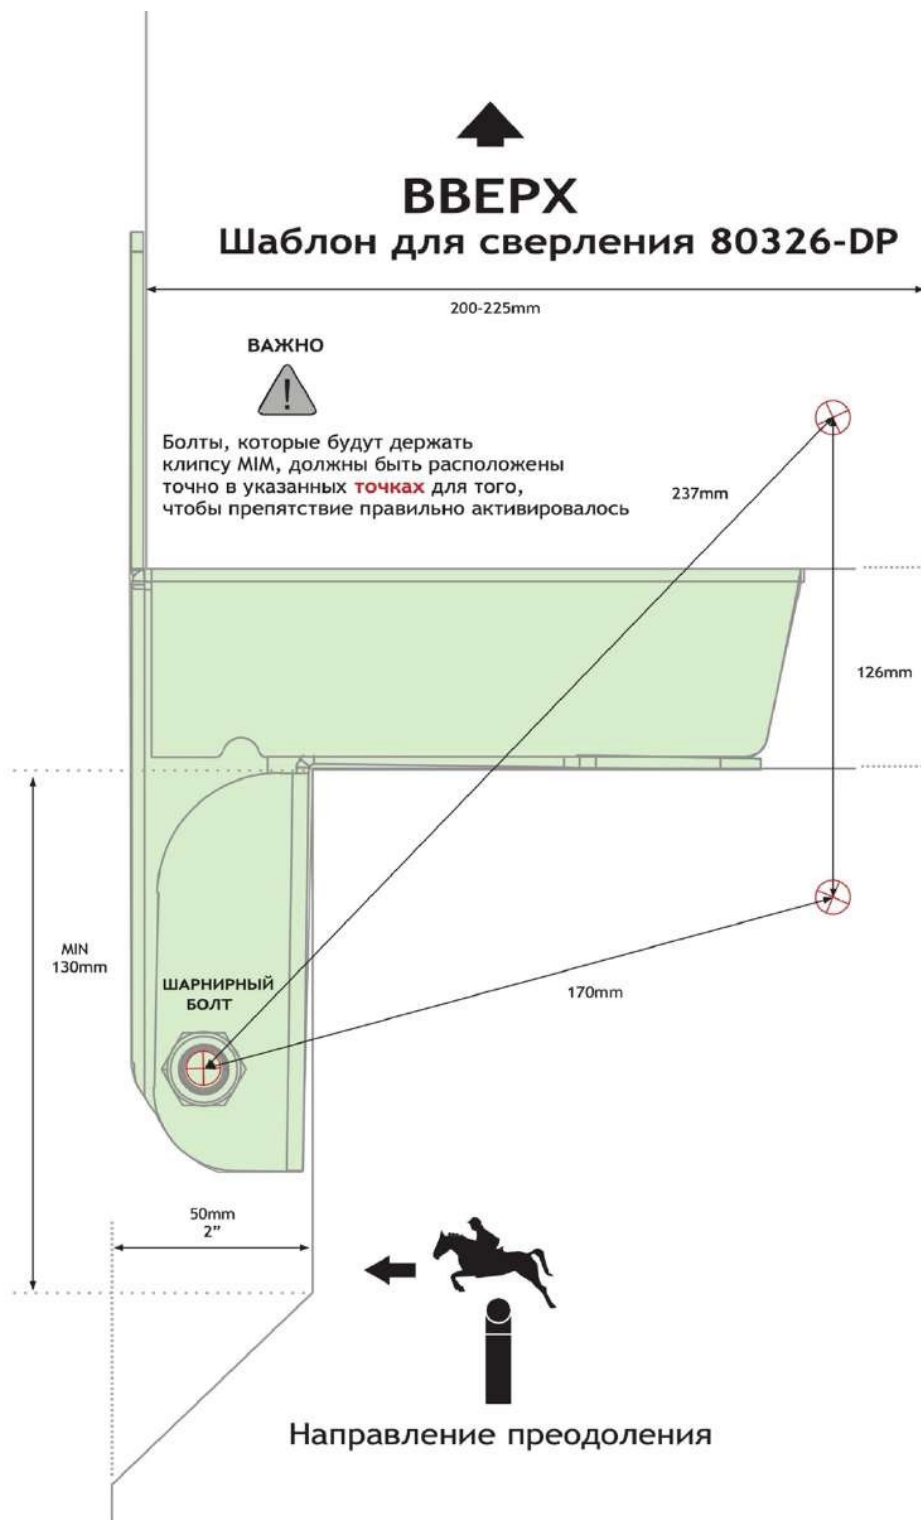 ВВЕРХ
Шаблон для сверления 80326-DP
200-225mm
ВАЖНО
!
Болты, которые будут держать
клипсу MIM, должны быть расположены
точно в указанных точках для того,
чтобы препятствие правильно активировалось
237mm
126mm
MIN
130mm
ШАРНИРНЫЙ
БОЛТ
170mm
50mm
2”
Направление преодоления